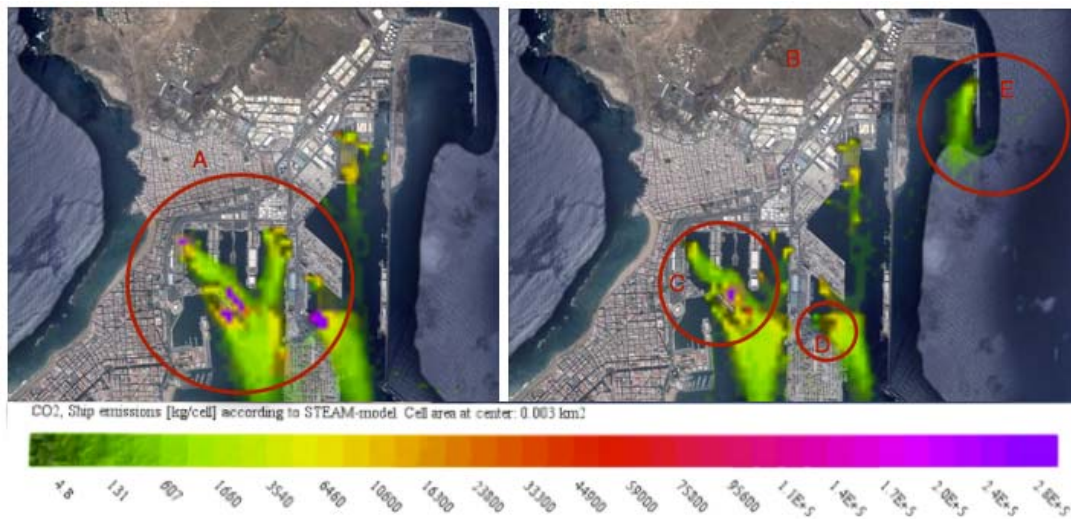 A
B
E
C
D
CO2, Ship emissions [kg/cell] according to STEAM-model. Cell area at center: 0.003 km2
4.8 131 607 1660 3540 6460 10600 16300 23800 33300 44900 59000 75800 95600 1.1E+5 1.4E+5 1.7E+5 2.0E+5 2.4E+5 2.8E+5